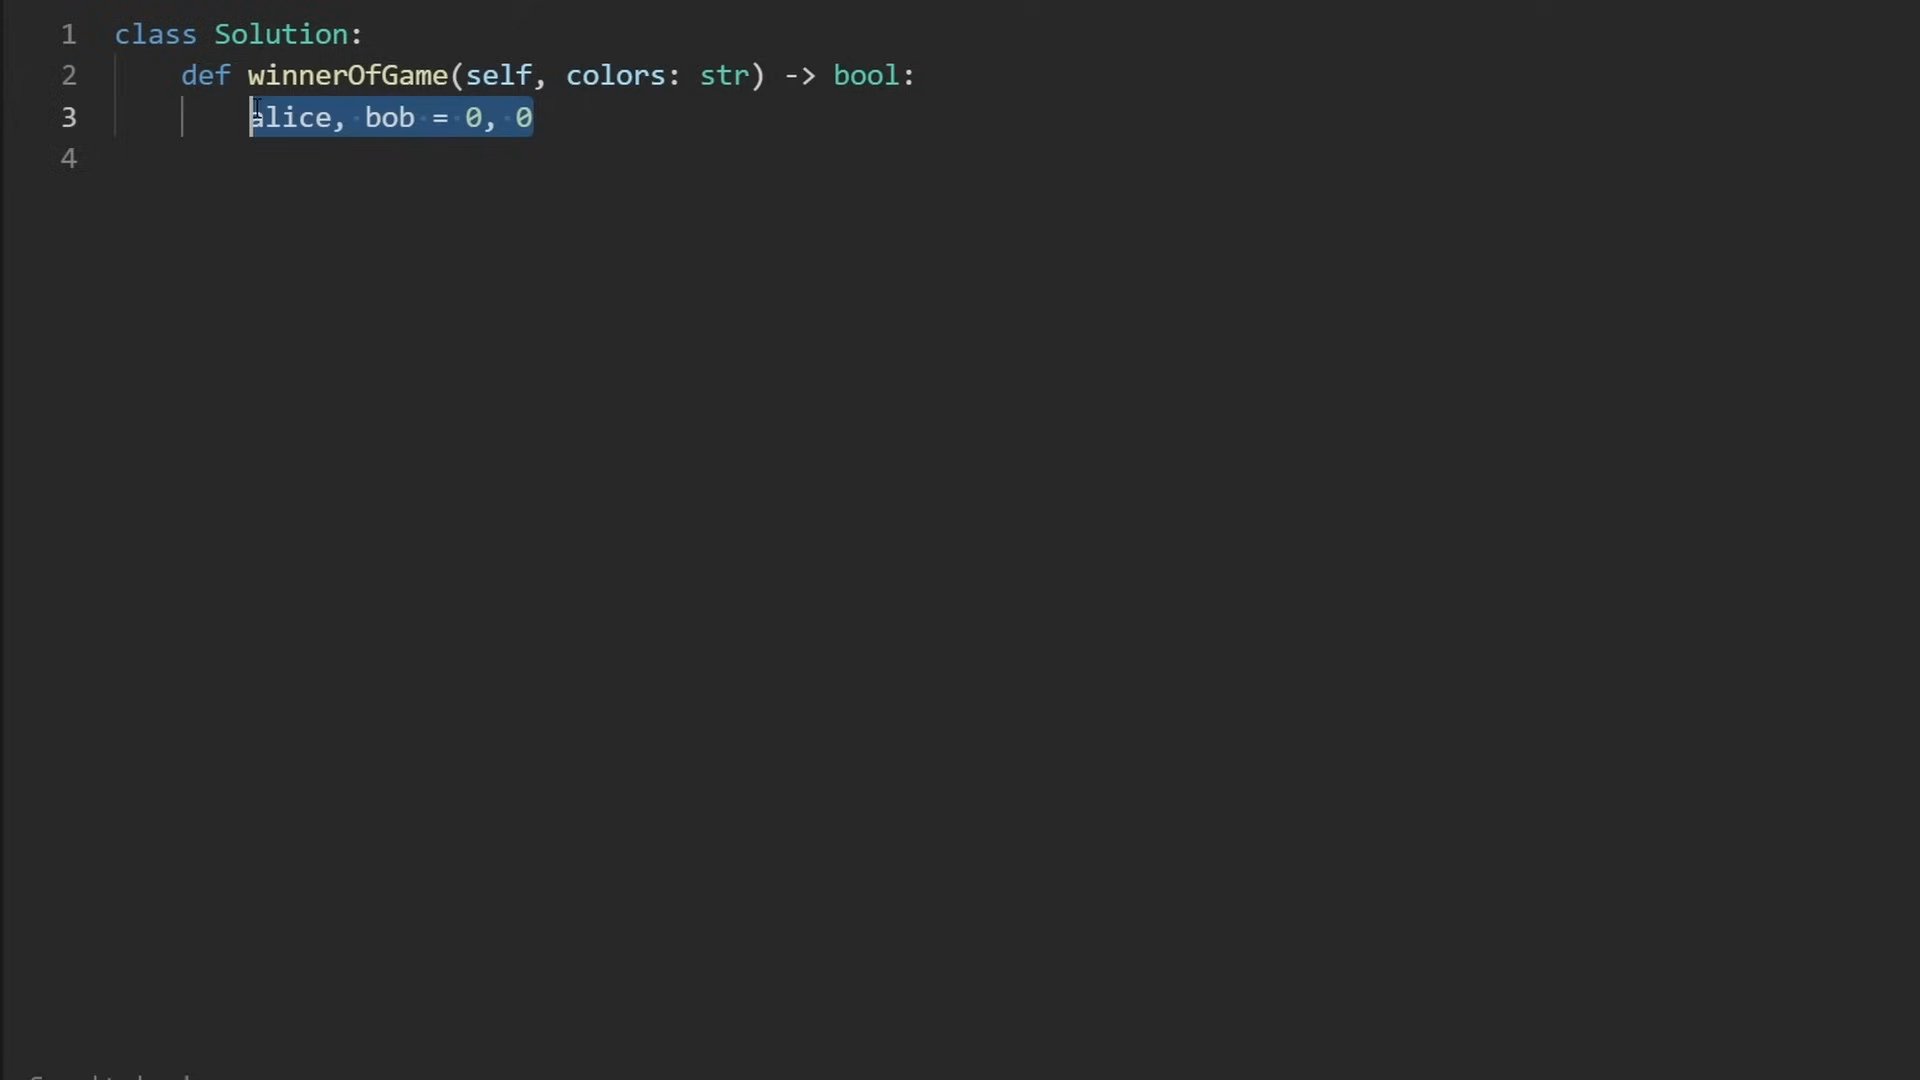 1 class Solution:
2 def winnerOfGame(self, colors: str) -> bool:
3 alice, bob = 0, 0
4